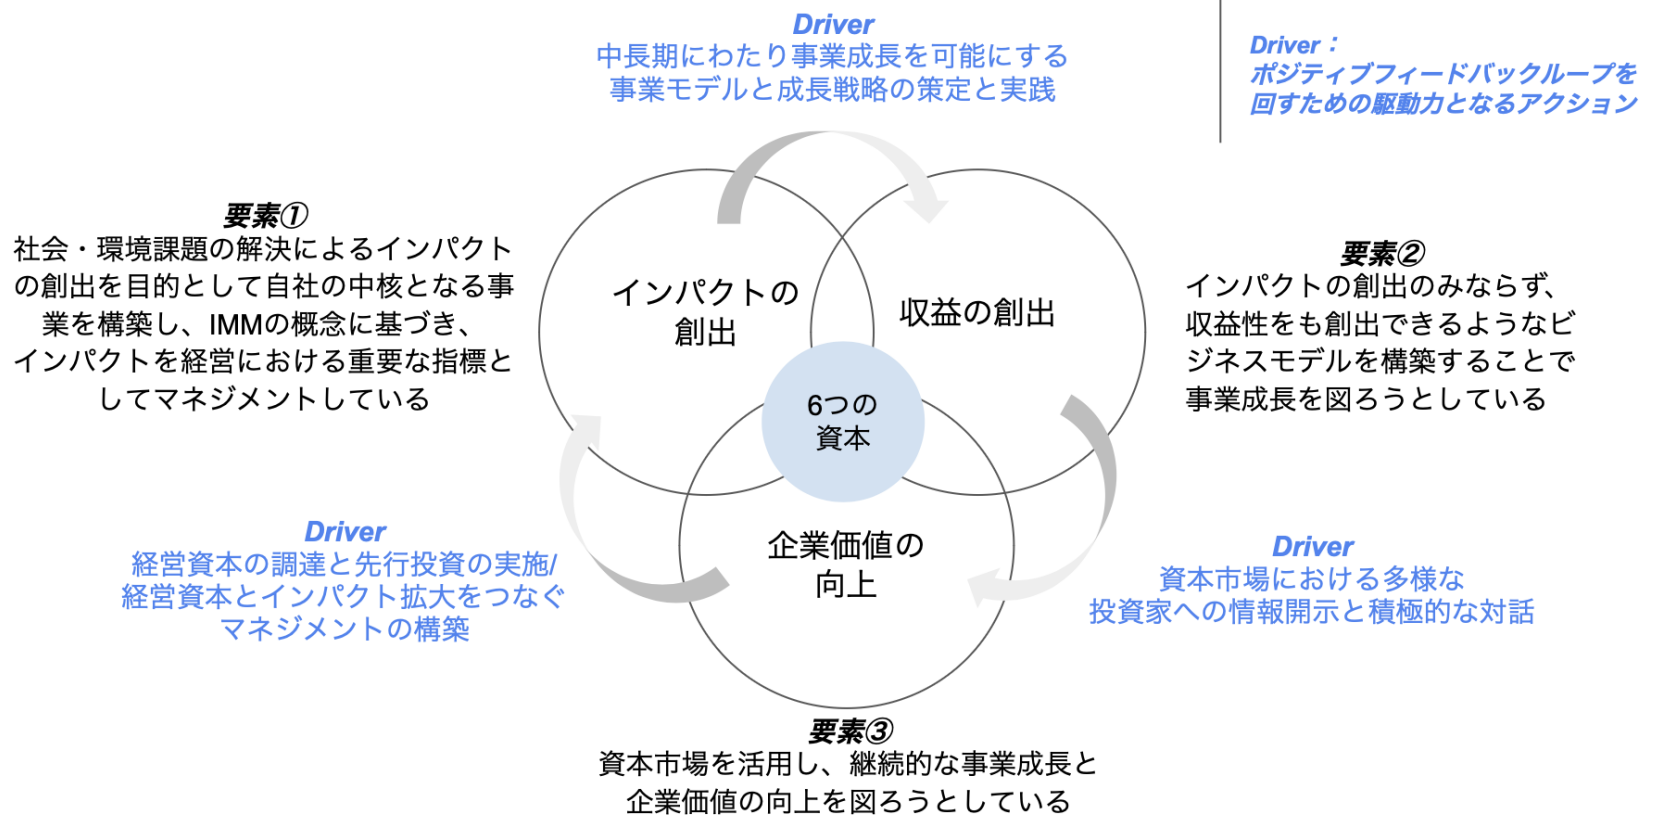 Driver
中長期にわたり事業成長を可能にする
事業モデルと成長戦略の策定と実践
Driver：
ポジティブフィードバックループを
回すための駆動力となるアクション
要素①
社会・環境課題の解決によるインパクト
の創出を目的として自社の中核となる事
業を構築し、IMMの概念に基づき、
インパクトを経営における重要な指標と
してマネジメントしている
インパクトの
創出
収益の創出
要素②
インパクトの創出のみならず、
収益性をも創出できるようなビ
ジネスモデルを構築することで
事業成長を図ろうとしている
6つの
資本
Driver
経営資本の調達と先行投資の実施/
経営資本とインパクト拡大をつなぐ
マネジメントの構築
企業価値の
向上
Driver
資本市場における多様な
投資家への情報開示と積極的な対話
要素③
資本市場を活用し、継続的な事業成長と
企業価値の向上を図ろうとしている